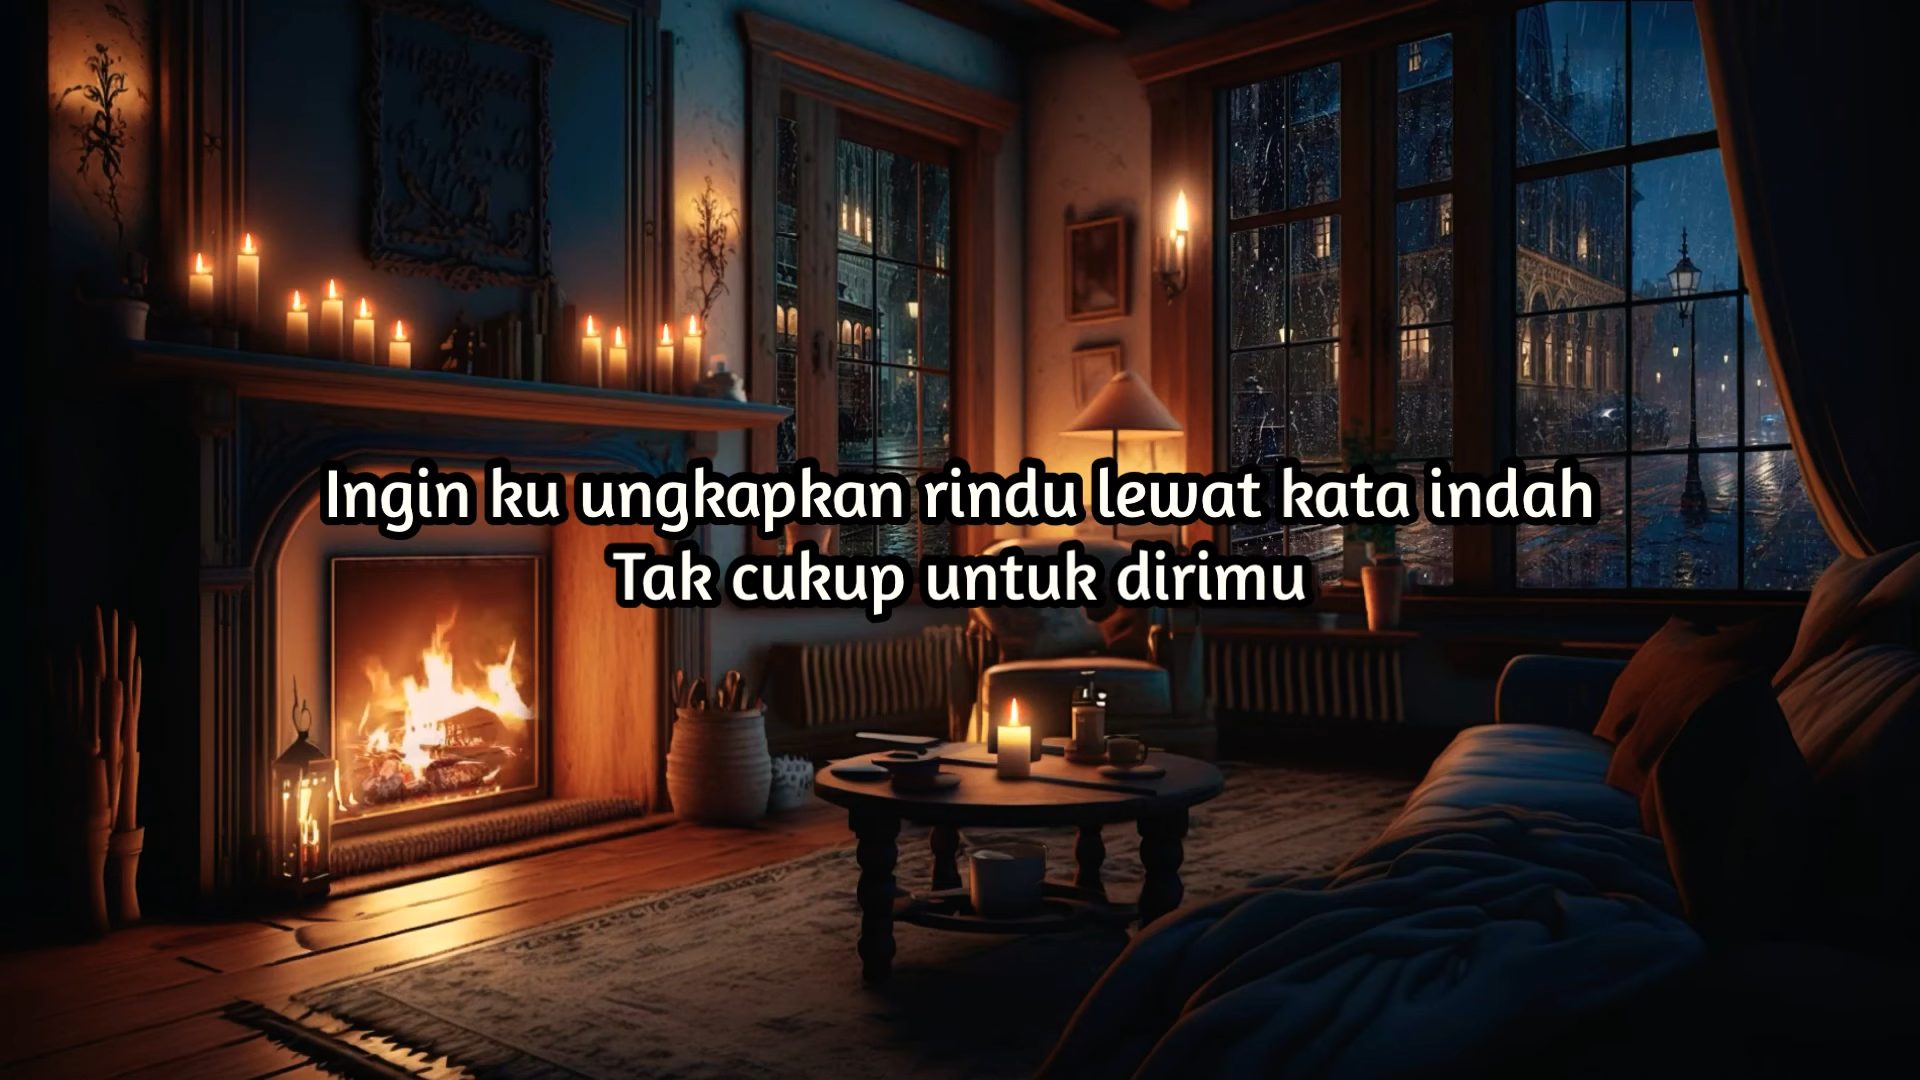 Ingin ku ungkapkan rindu lewat kata indah
Tak cukup untuk dirimu